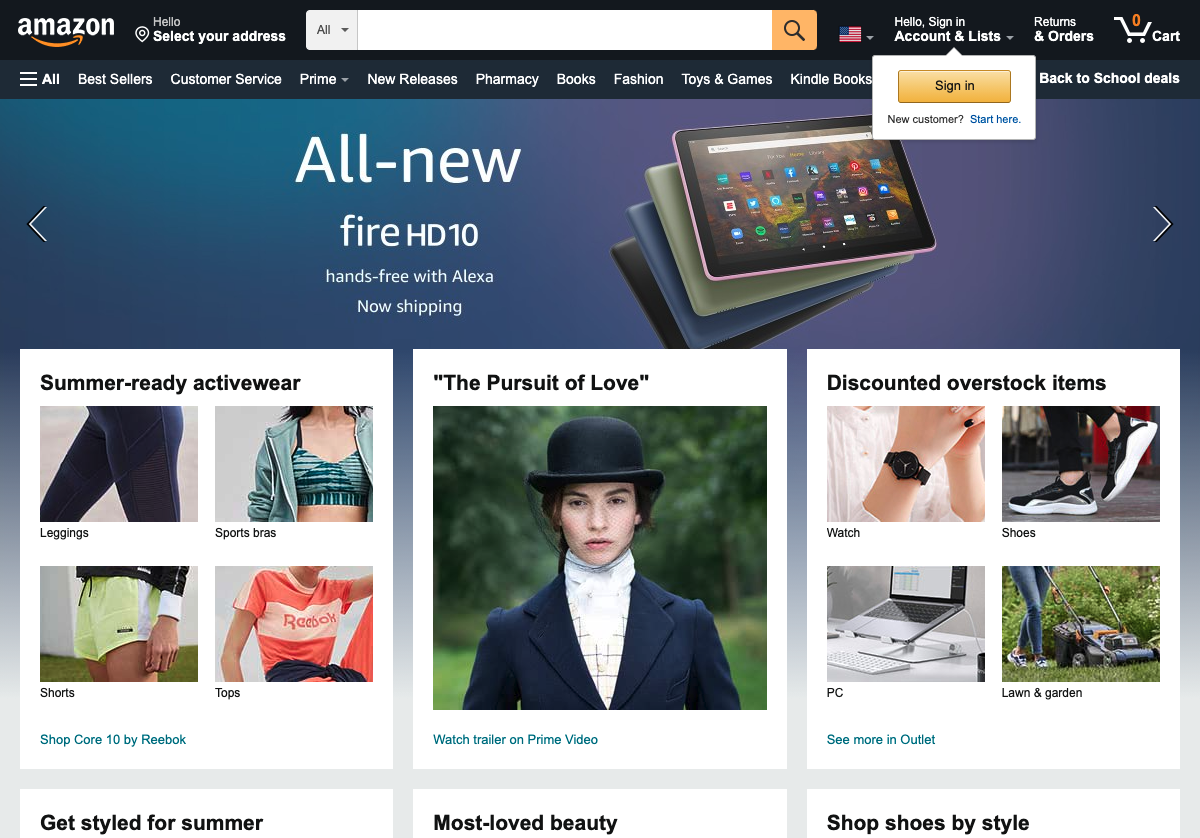 amazon
Hello
Select your address
All
Hello, Sign in
Account & Lists
Returns
& Orders
0
Cart
All
Best Sellers
Customer Service
Prime
New Releases
Pharmacy
Books
Fashion
Toys & Games
Kindle Books
Back to School deals
Sign in
New customer? Start here.
All-new
fire HD10
hands-free with Alexa
Now shipping
Summer-ready activewear
Leggings
Sports bras
Reebok
Shorts
Tops
Shop Core 10 by Reebok
"The Pursuit of Love"
Watch trailer on Prime Video
Discounted overstock items
Watch
Shoes
PC
Lawn & garden
See more in Outlet
Get styled for summer
Most-loved beauty
Shop shoes by style